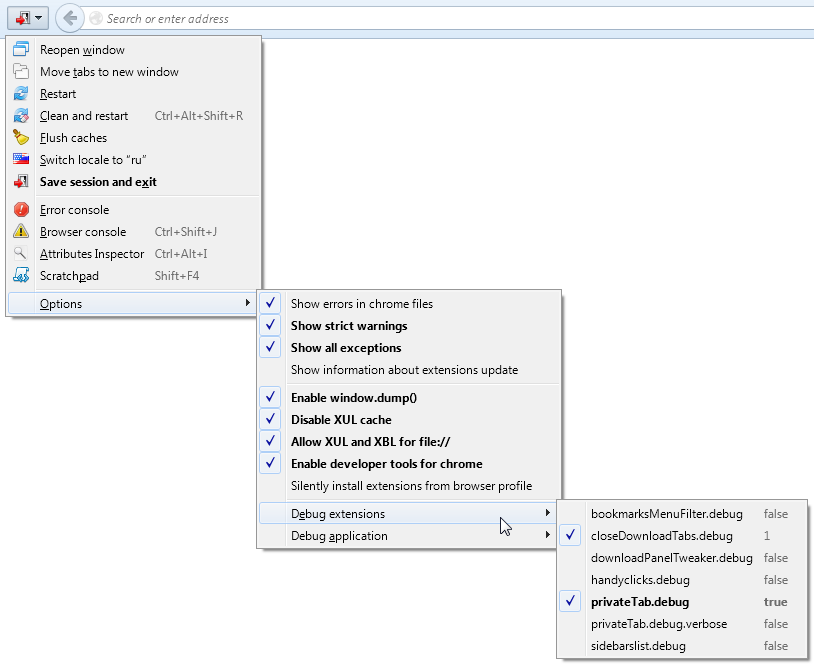 Search or enter address
Reopen window
Move tabs to new window
Restart
Clean and restart Ctrl+Alt+Shift+R
Flush caches
Switch locale to “ru”
Save session and exit
Error console
Browser console Ctrl+Shift+J
Attributes Inspector Ctrl+Alt+I
Scratchpad Shift+F4
Options
Show errors in chrome files
Show strict warnings
Show all exceptions
Show information about extensions update
Enable window.dump()
Disable XUL cache
Allow XUL and XBL for file://
Enable developer tools for chrome
Silently install extensions from browser profile
Debug extensions
Debug application
bookmarksMenuFilter.debug false
closeDownloadTabs.debug 1
downloadPanelTweaker.debug false
handyclicks.debug false
privateTab.debug true
privateTab.debug.verbose false
sidebarslist.debug false